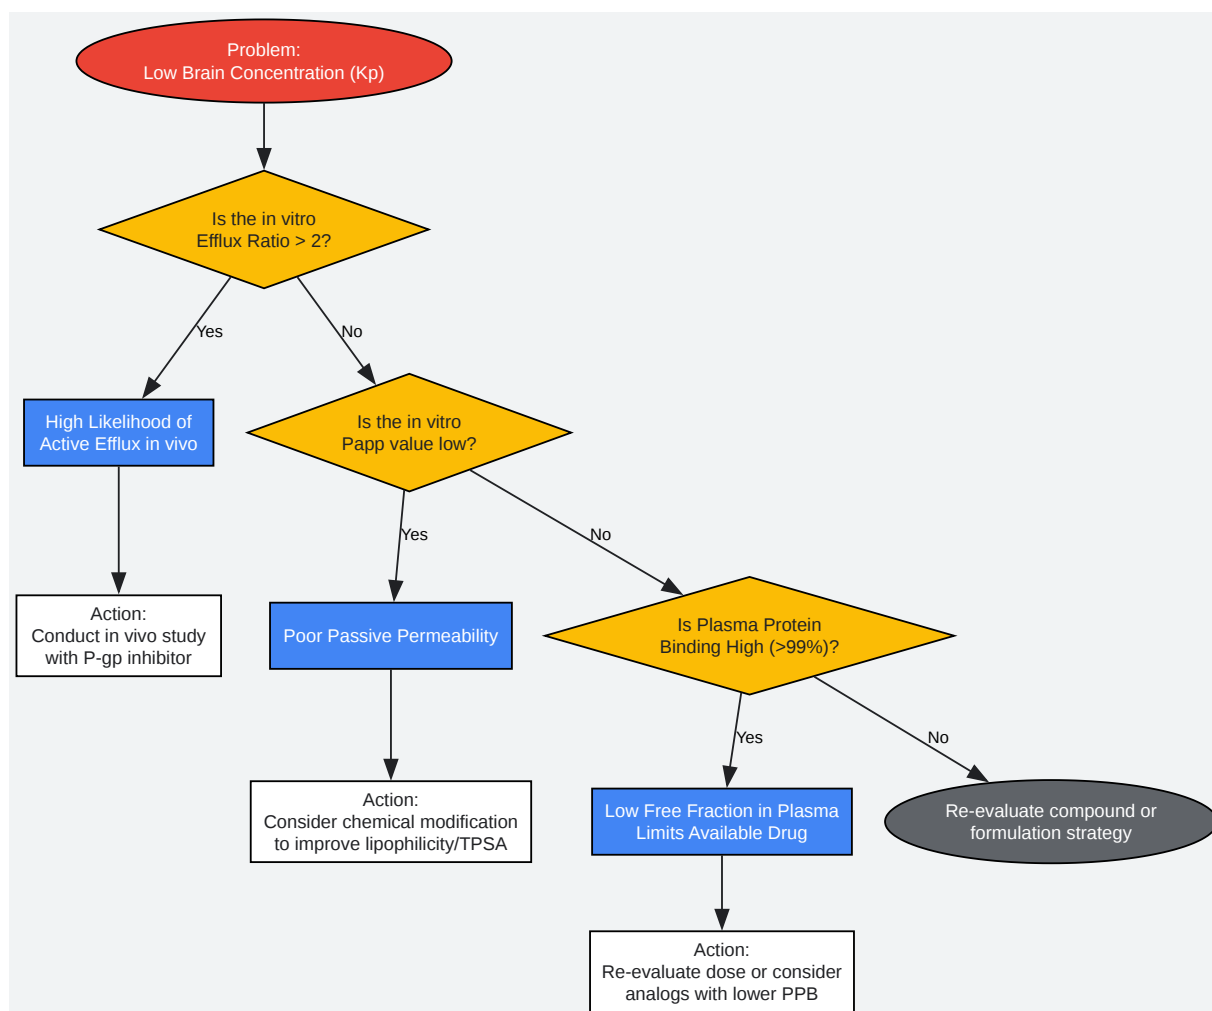 Problem:
Low Brain Concentration (Kp)
Is the in vitro
Efflux Ratio > 2?
Yes
No
High Likelihood of
Active Efflux in vivo
Is the in vitro
Papp value low?
Action:
Conduct in vivo study
with P-gp inhibitor
Yes
No
Poor Passive Permeability
Is Plasma Protein
Binding High (>99%)?
Action:
Consider chemical modification
to improve lipophilicity/TPSA
Yes
No
Low Free Fraction in Plasma
Limits Available Drug
Re-evaluate compound or
formulation strategy
Action:
Re-evaluate dose or consider
analogs with lower PPB